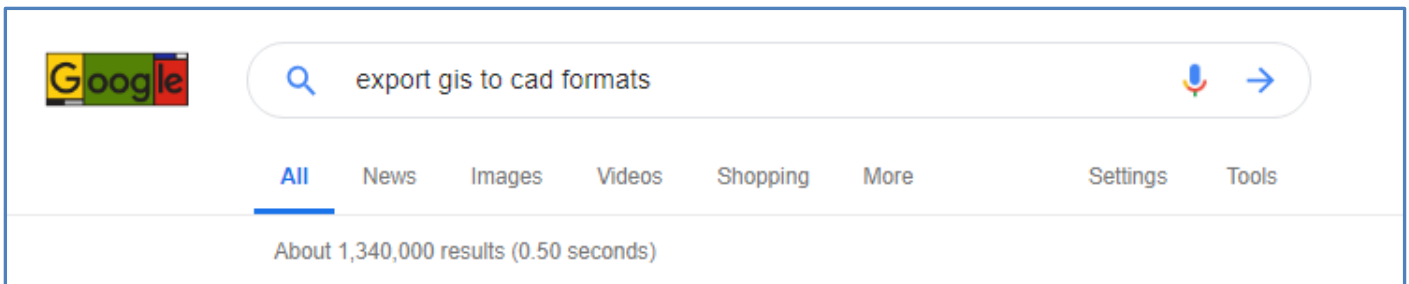 Google export gis to cad formats
All News Images Videos Shopping More Settings Tools
About 1,340,000 results (0.50 seconds)